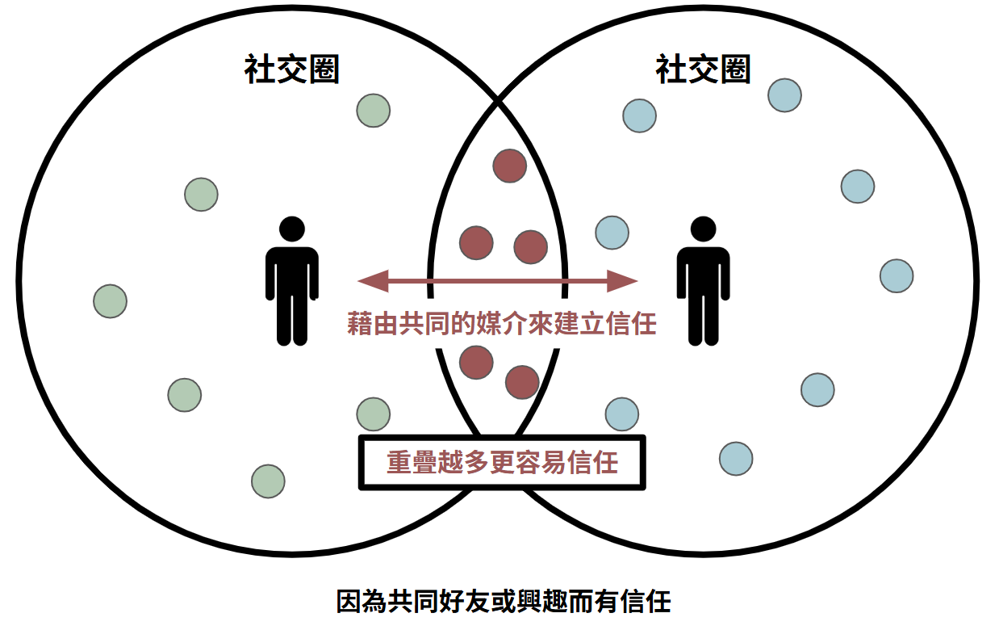 社交圈
社交圈
藉由共同的媒介來建立信任
重疊越多更容易信任
因為共同好友或興趣而有信任